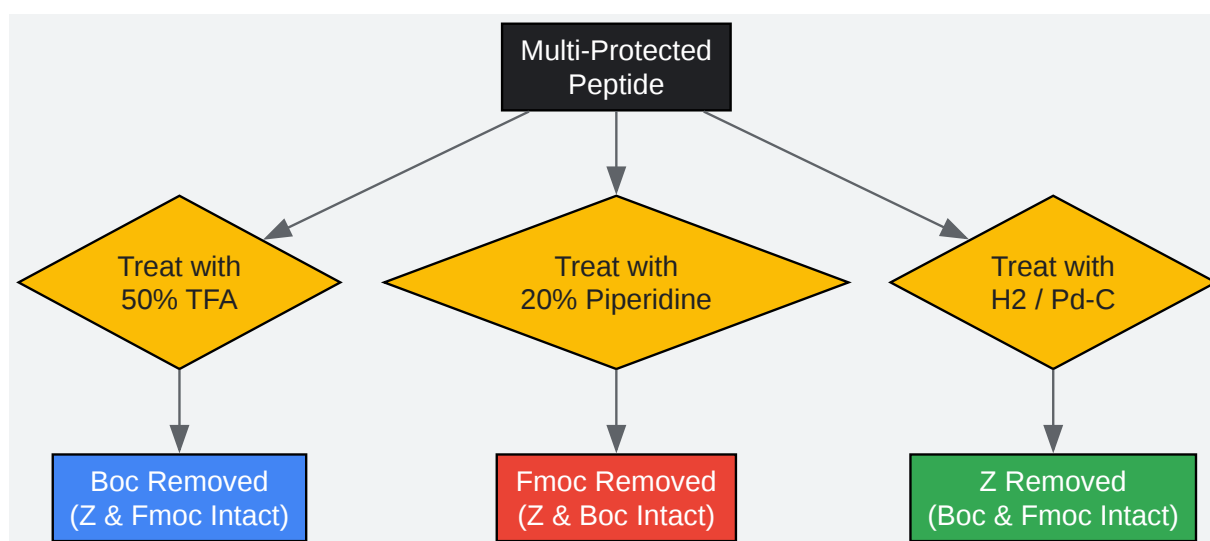 Multi-Protected
Peptide
Treat with
50% TFA
Treat with
20% Piperidine
Treat with
H2 / Pd-C
Boc Removed
(Z & Fmoc Intact)
Fmoc Removed
(Z & Boc Intact)
Z Removed
(Boc & Fmoc Intact)